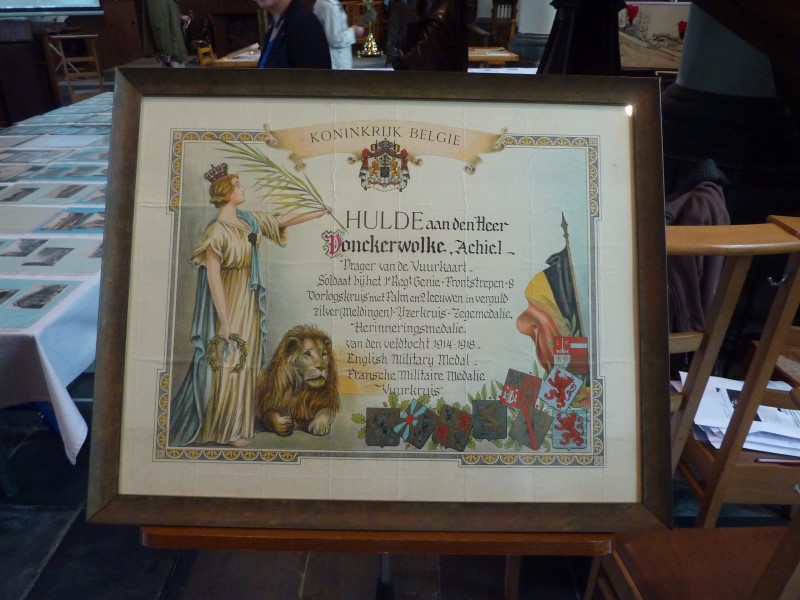 KONINKRIJK BELGIE
HULDE aan den Heer
Donckerwolke, Achiel
"Drager van de Vuurkaart"
Soldaat bij het 1e Regt Genie - Frontstrepen - 8
Oorlogskruis met Palm en 2 leeuwen in verguld
zilver (Meldingen) - Yzerkruis - Zegemedalie.
"Herinneringsmedalie"
van den veldtocht 1914-1918"
English Military Medal
Fransche Militaire Medalie
"Vuurkruis"